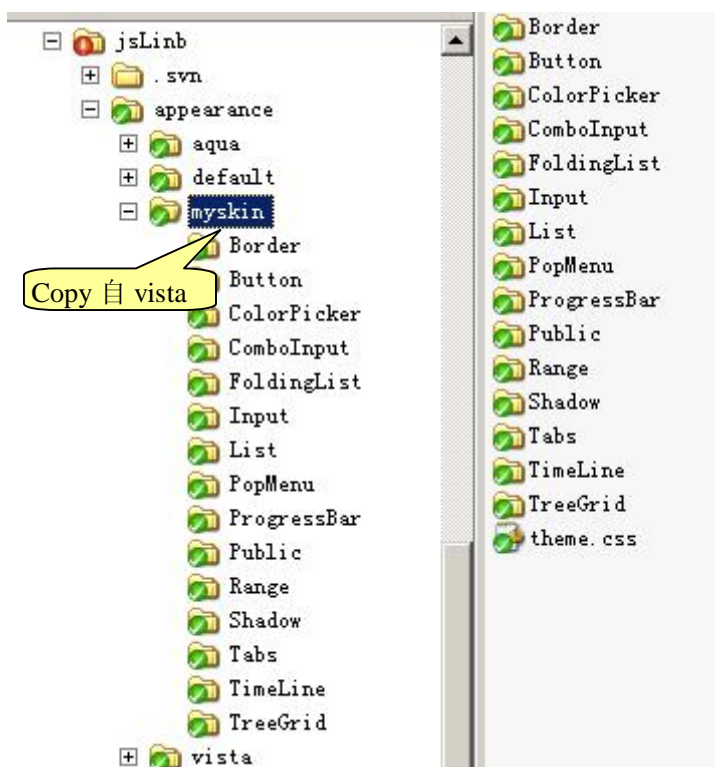 jsLinb
.svn
appearance
aqua
default
myskin
Border
Copy 自 vista
Button
ColorPicker
ComboInput
FoldingList
Input
List
PopMenu
ProgressBar
Public
Range
Shadow
Tabs
TimeLine
TreeGrid
vista
Border
Button
ColorPicker
ComboInput
FoldingList
Input
List
PopMenu
ProgressBar
Public
Range
Shadow
Tabs
TimeLine
TreeGrid
theme.css